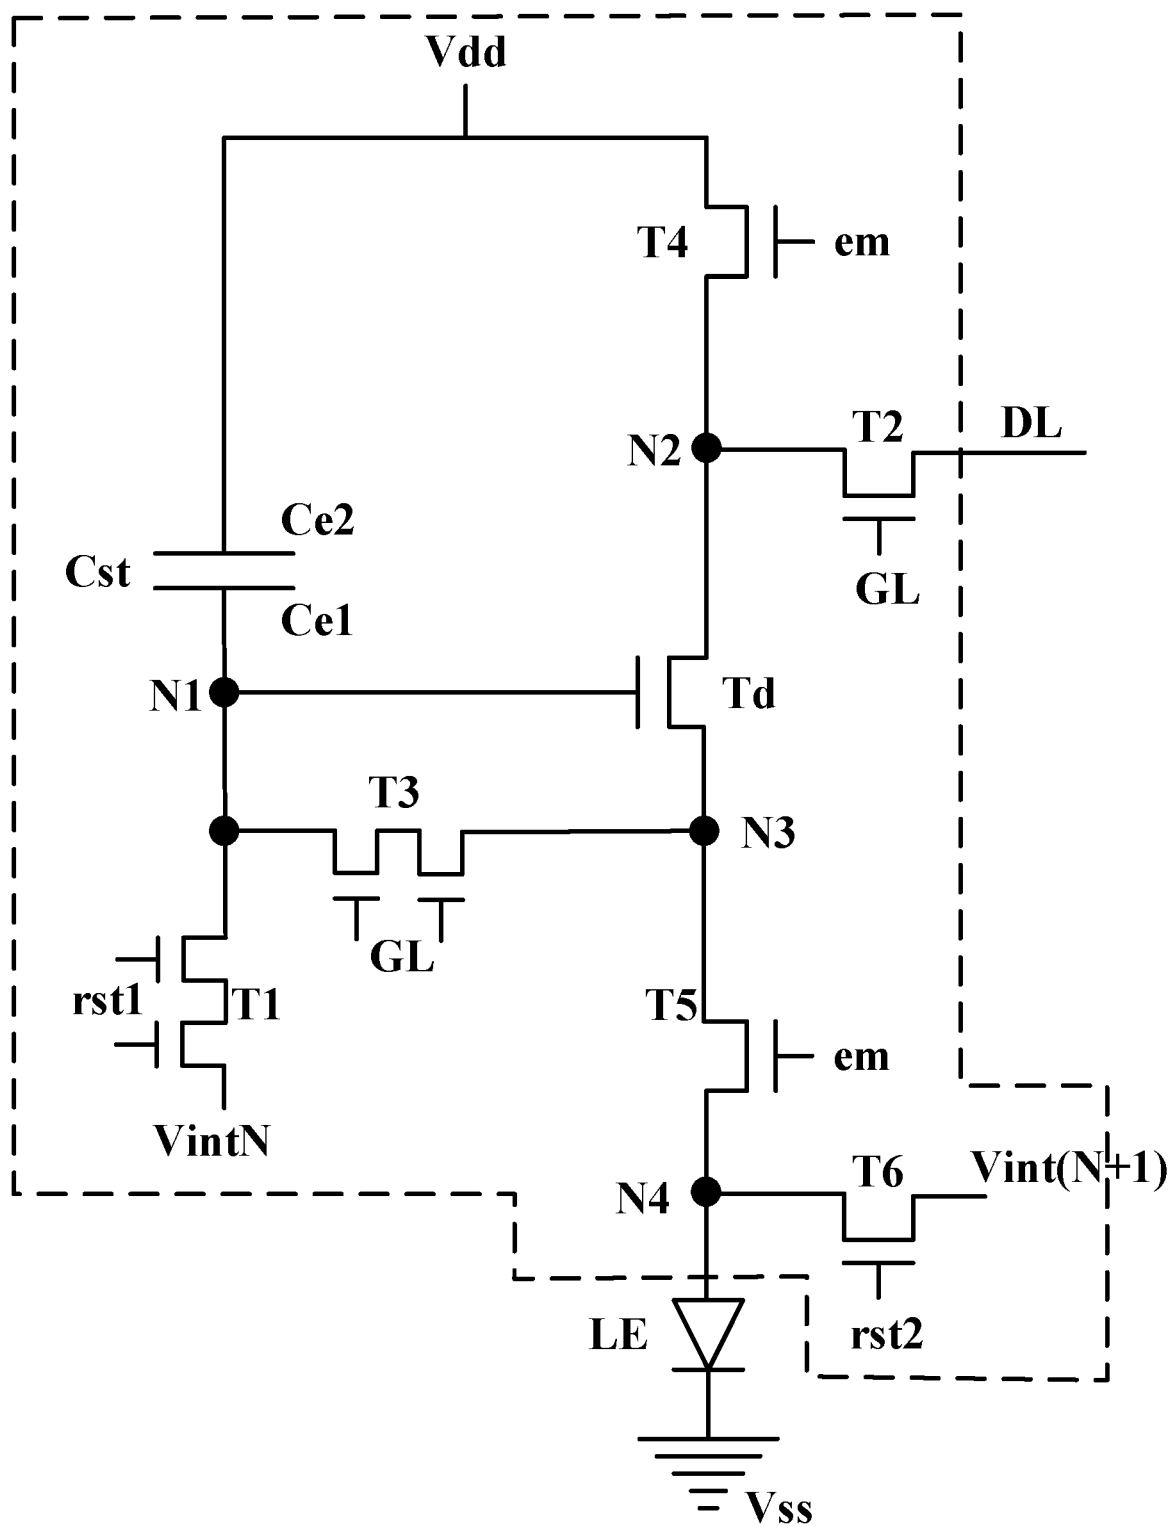 Vdd
T4
em
T2
DL
N2
Ce2
Cst
GL
Ce1
N1
Td
T3
N3
GL
rst1
T1
T5
em
VintN
T6
Vint(N+1)
N4
LE
rst2
Vss